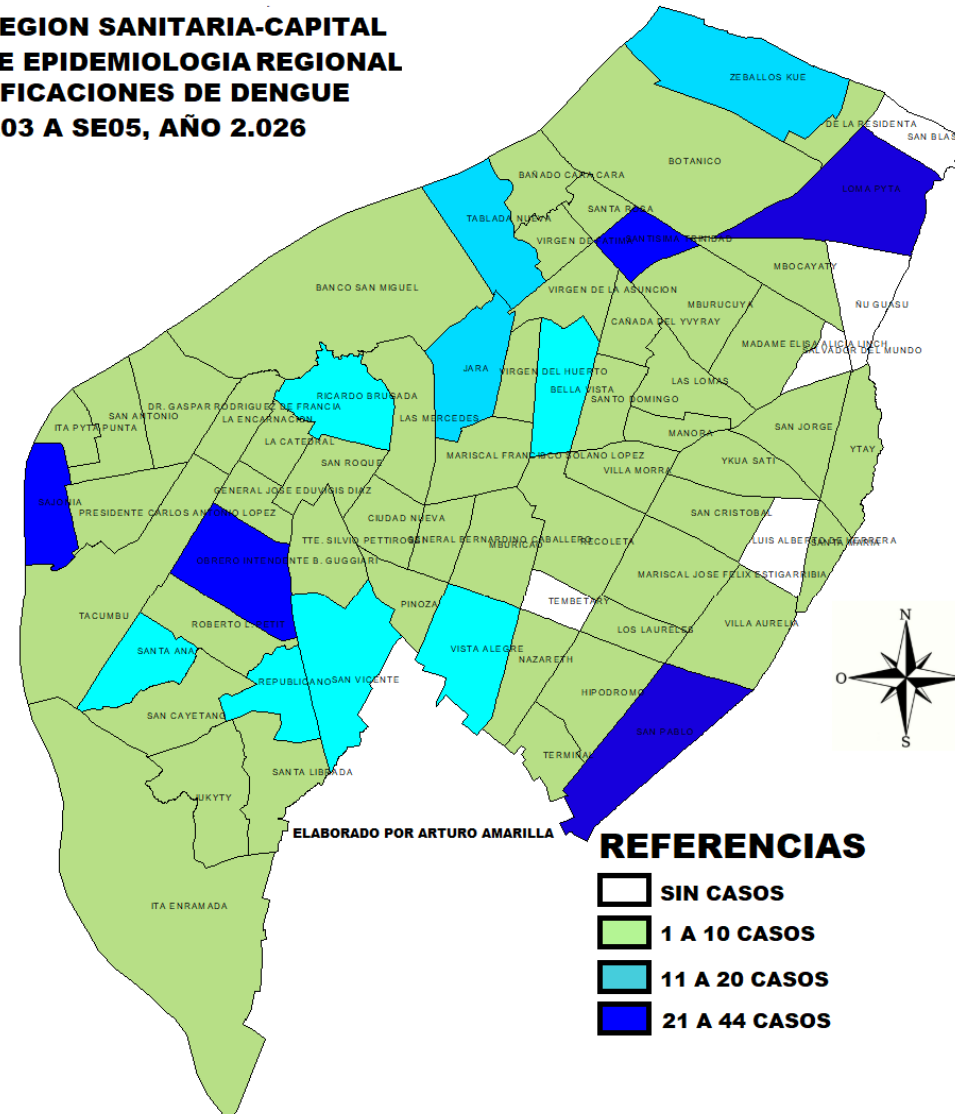 EGION SANITARIA-CAPITAL
E EPIDEMIOLOGIA REGIONAL
FICACIONES DE DENGUE
03 A SE05, AÑO 2.026
ZEBALLOS KUE
DE LA RESIDENTA
SAN BLAS
BOTANICO
BAÑADO CARA CARA
LOMA PYTA
SANTA ROSA
TABLADA NUEVA
VIRGEN DE FATIMA
SANTISIMA TRINIDAD
MBOCAYATY
BANCO SAN MIGUEL
VIRGEN DE LA ASUNCION
MBURUCUYA
ÑU GUASU
CAÑADA DEL YVYRAY
MADAME ELISA ALICIA LINCH
SALVADOR DEL MUNDO
JARA
VIRGEN DEL HUERTO
LAS LOMAS
BELLA VISTA
RICARDO BRUGADA
SANTO DOMINGO
DR. GASPAR RODRIGUEZ DE FRANCIA
SAN ANTONIO
LA ENCARNACION
LAS MERCEDES
ITA PYTA PUNTA
SAN JORGE
MANORA
LA CATEDRAL
YTAY
MARISCAL FRANCISCO SOLANO LOPEZ
SAN ROQUE
YKUA SATI
VILLA MORRA
GENERAL JOSE EDUVIGIS DIAZ
SAJONIA
PRESIDENTE CARLOS ANTONIO LOPEZ
CIUDAD NUEVA
SAN CRISTOBAL
TTE. SILVIO PETTIROSSI
GENERAL BERNARDINO CABALLERO
MBURICAO
RECOLETA
LUIS ALBERTO DE HERRERA
SANTA MARIA
OBRERO INTENDENTE B. GUGGIARI
MARISCAL JOSE FELIX ESTIGARRIBIA
PINOZA
TEMBETARY
TACUMBU
ROBERTO L. PETIT
LOS LAURELES
VILLA AURELIA
SANTA ANA
VISTA ALEGRE
NAZARETH
REPUBLICANO
SAN VICENTE
HIPODROMO
SAN CAYETANO
SAN PABLO
TERMINAL
SANTA LIBRADA
JUKYTY
ITA ENRAMADA
N
O
S
ELABORADO POR ARTURO AMARILLA
REFERENCIAS
SIN CASOS
1 A 10 CASOS
11 A 20 CASOS
21 A 44 CASOS